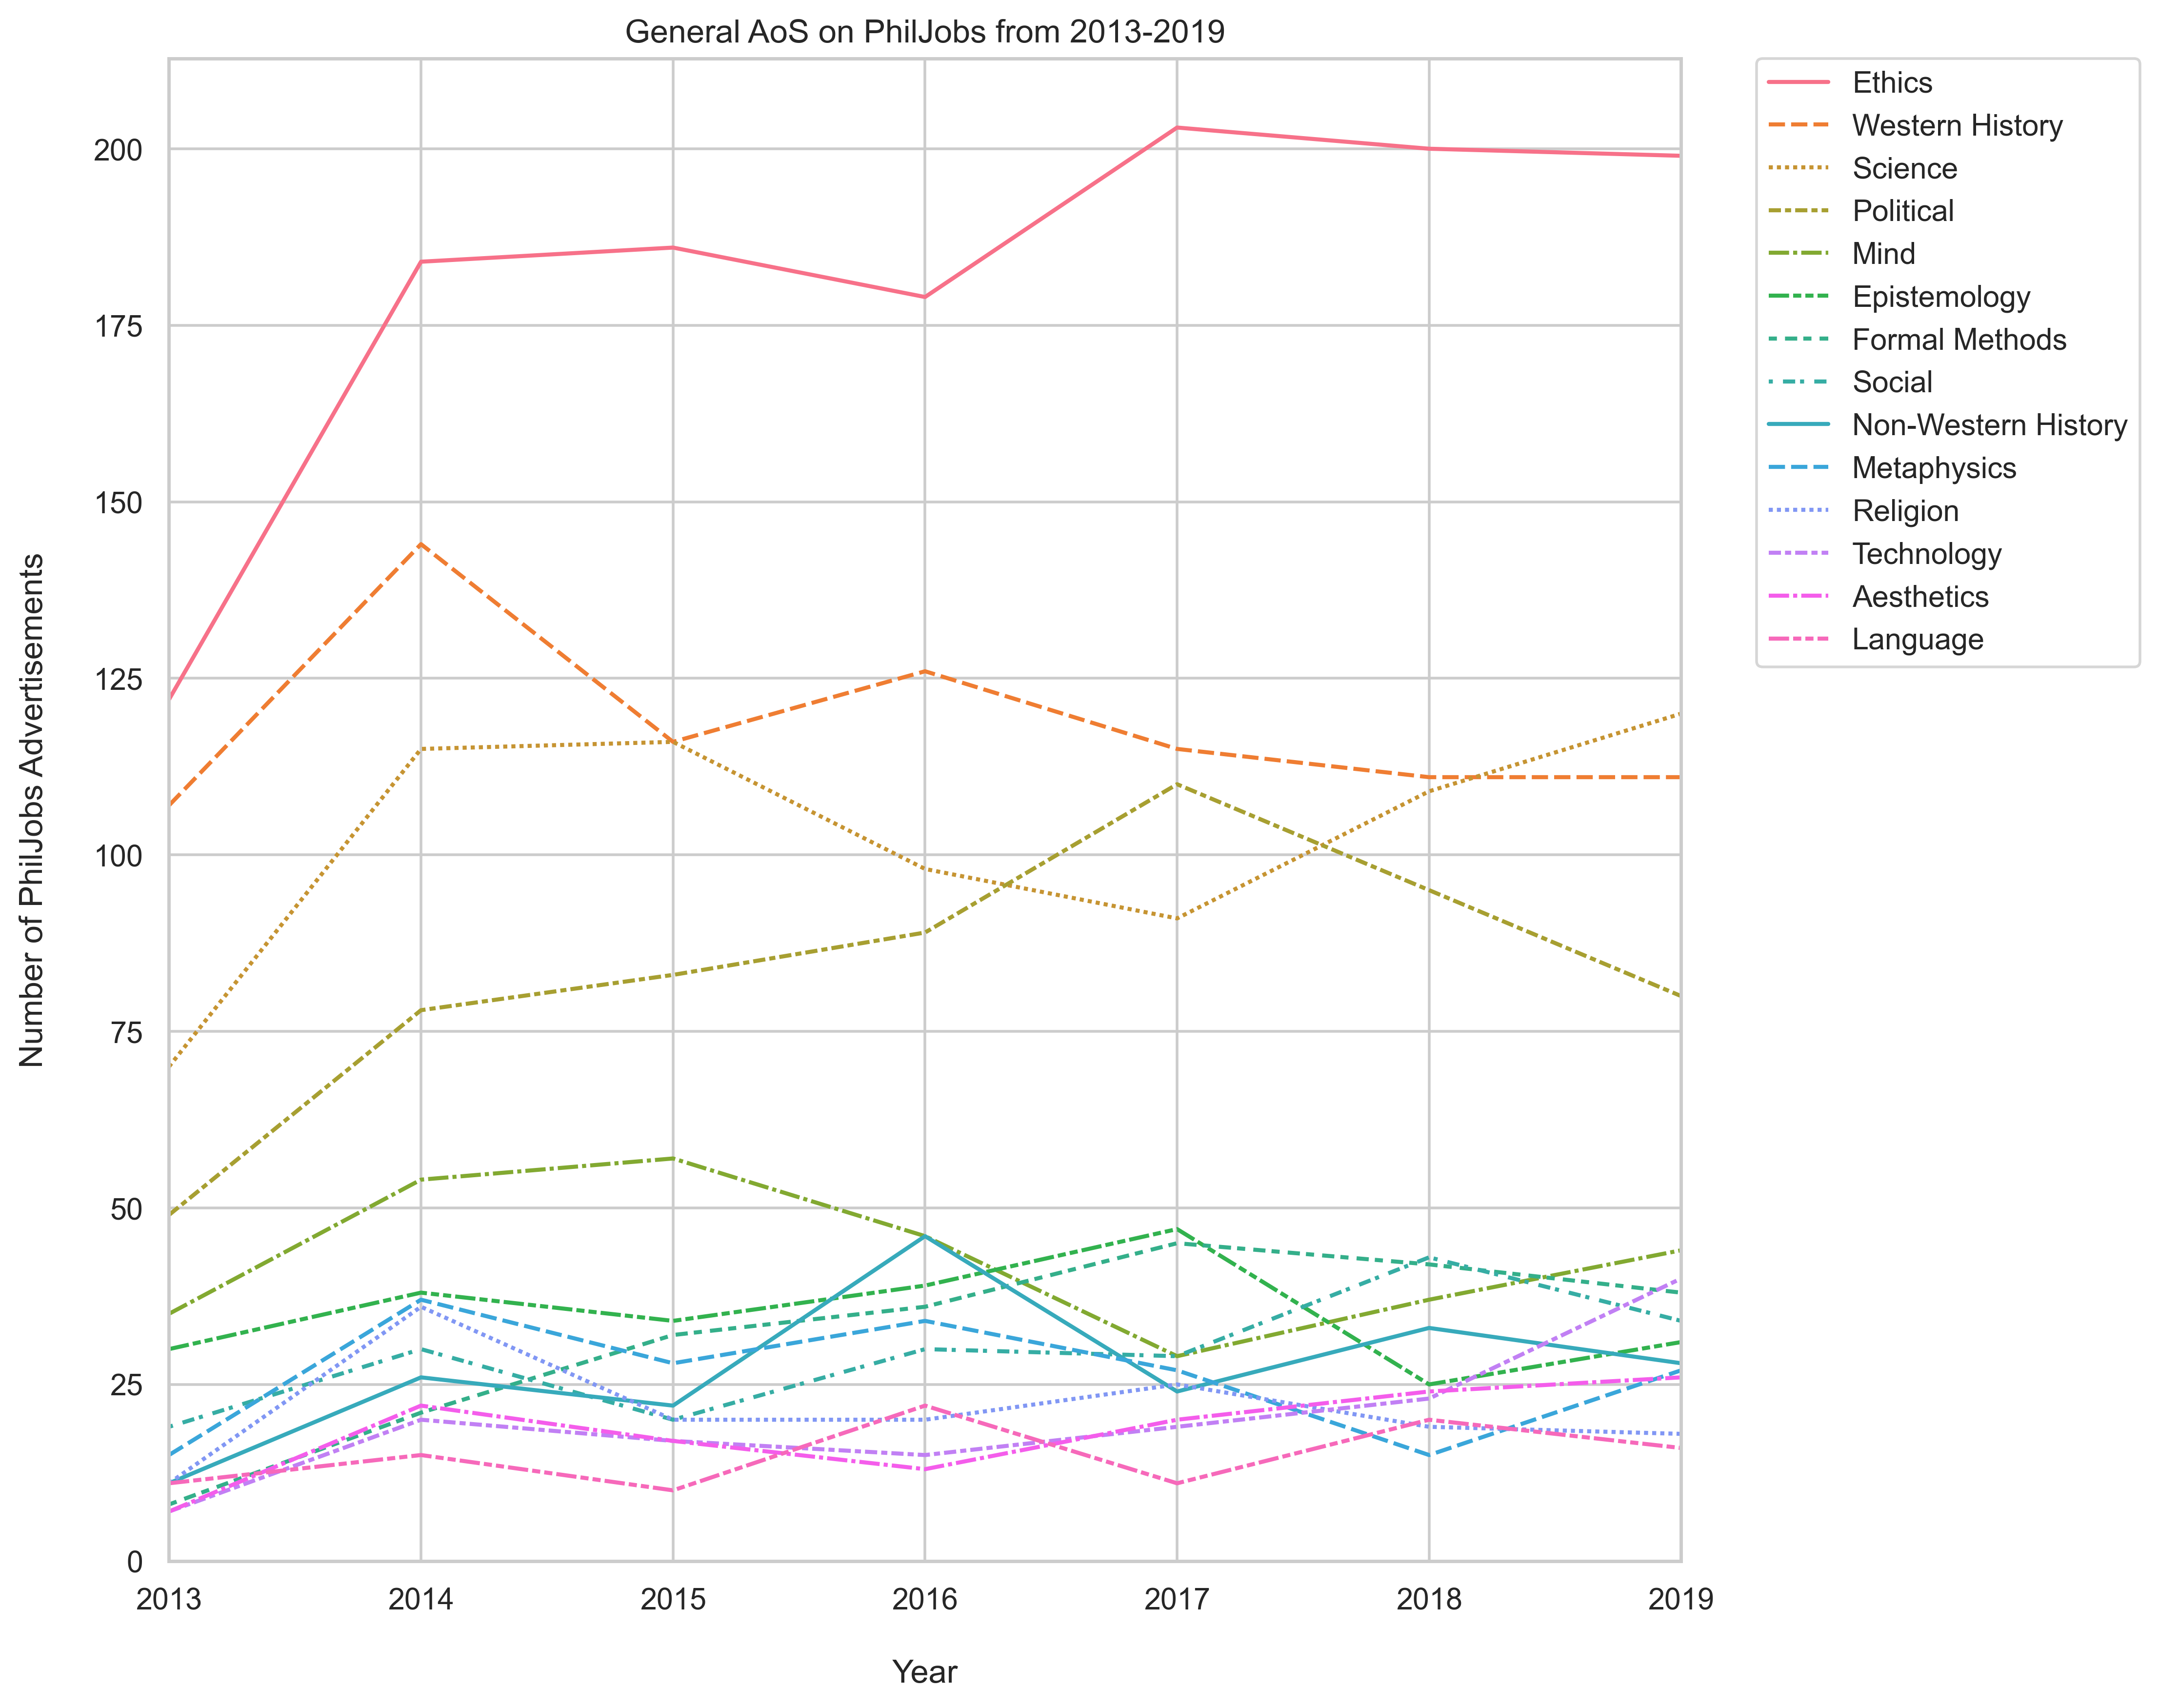 General AoS on PhilJobs from 2013-2019
Ethics
Western History
Science
Political
Mind
Epistemology
Formal Methods
Social
Non-Western History
Metaphysics
Religion
Technology
Aesthetics
Language
Number of PhilJobs Advertisements
200
175
150
125
100
75
50
25
0
2013 2014 2015 2016 2017 2018 2019
Year